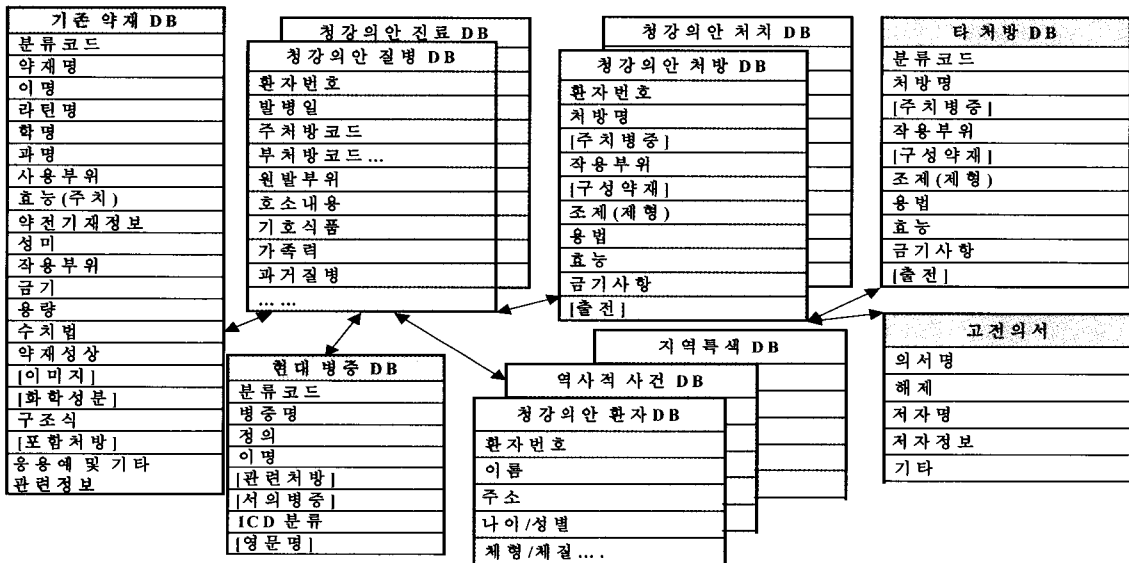 기존 약재 DB
분류코드
약재명
이명
라틴명
학명
과명
사용부위
효능(주치)
약전기재정보
성미
작용부위
금기
용량
수치법
약재성상
[이미지]
[화학성분]
구조식
[포함처방]
응용예 및 기타
관련정보
청강의안 진료 DB
청강의안 질병 DB
환자번호
발병일
주처방코드
부처방코드...
원발부위
호소내용
기호식품
가족력
과거질병
... ...
청강의안 처치 DB
청강의안 처방 DB
환자번호
처방명
[주치병증]
작용부위
[구성약재]
조제(제형)
용법
효능
금기사항
[출전]
타처방 DB
분류코드
처방명
[주치병증]
작용부위
[구성약재]
조제(제형)
용법
효능
금기사항
[출전]
현대 병증 DB
분류코드
병증명
정의
이명
[관련처방]
[서의병증]
ICD 분류
[영문명]
지역특색 DB
역사적 사건 DB
청강의안 환자DB
환자번호
이름
주소
나이/성별
체형/체질....
고전의서
의서명
해제
저자명
저자정보
기타